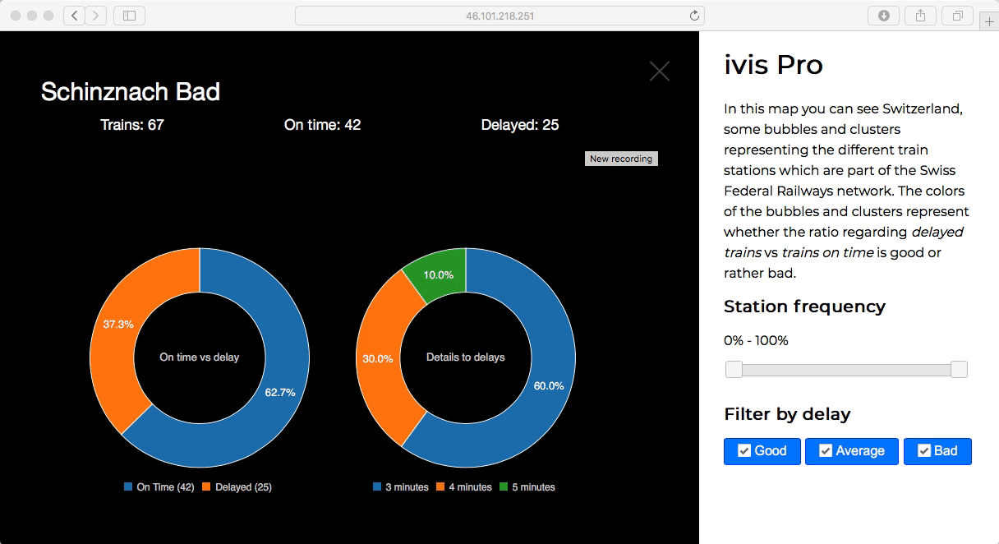 46.101.218.251
Schinznach Bad
Trains: 67
On time: 42
Delayed: 25
New recording
37.3%
On time vs delay
62.7%
On Time (42)
Delayed (25)
10.0%
30.0%
Details to delays
60.0%
3 minutes
4 minutes
5 minutes
ivis Pro
In this map you can see Switzerland,
some bubbles and clusters
representing the different train
stations which are part of the Swiss
Federal Railways network. The colors
of the bubbles and clusters represent
whether the ratio regarding delayed
trains vs trains on time is good or
rather bad.
Station frequency
0% - 100%
Filter by delay
Good
Average
Bad